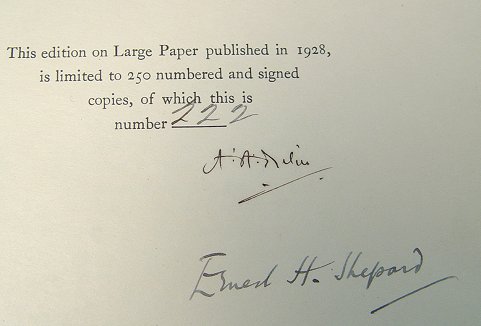 This edition on Large Paper published in 1928,
is limited to 250 numbered and signed
copies, of which this is
number 222
A. A. Milne
Ernest H. Shepard